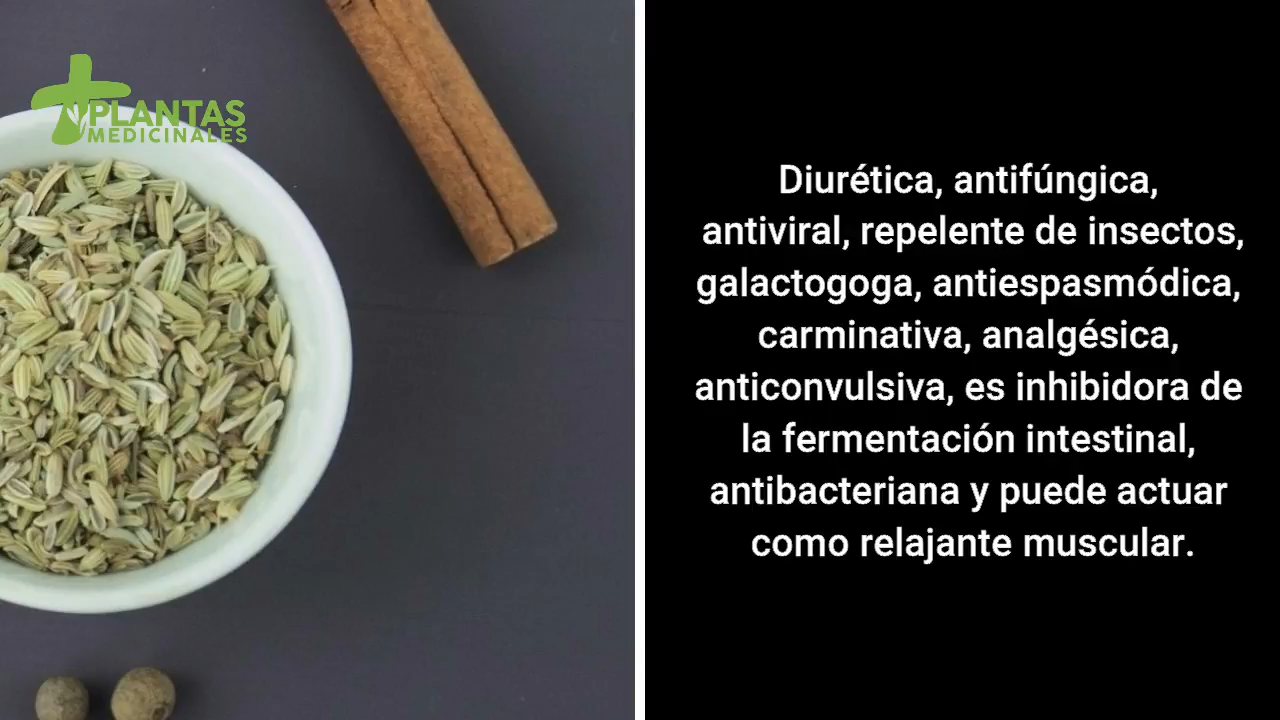 PLANTAS
MEDICINALES
Diurética, antifúngica,
antiviral, repelente de insectos,
galactogoga, antiespasmódica,
carminativa, analgésica,
anticonvulsiva, es inhibidora de
la fermentación intestinal,
antibacteriana y puede actuar
como relajante muscular.